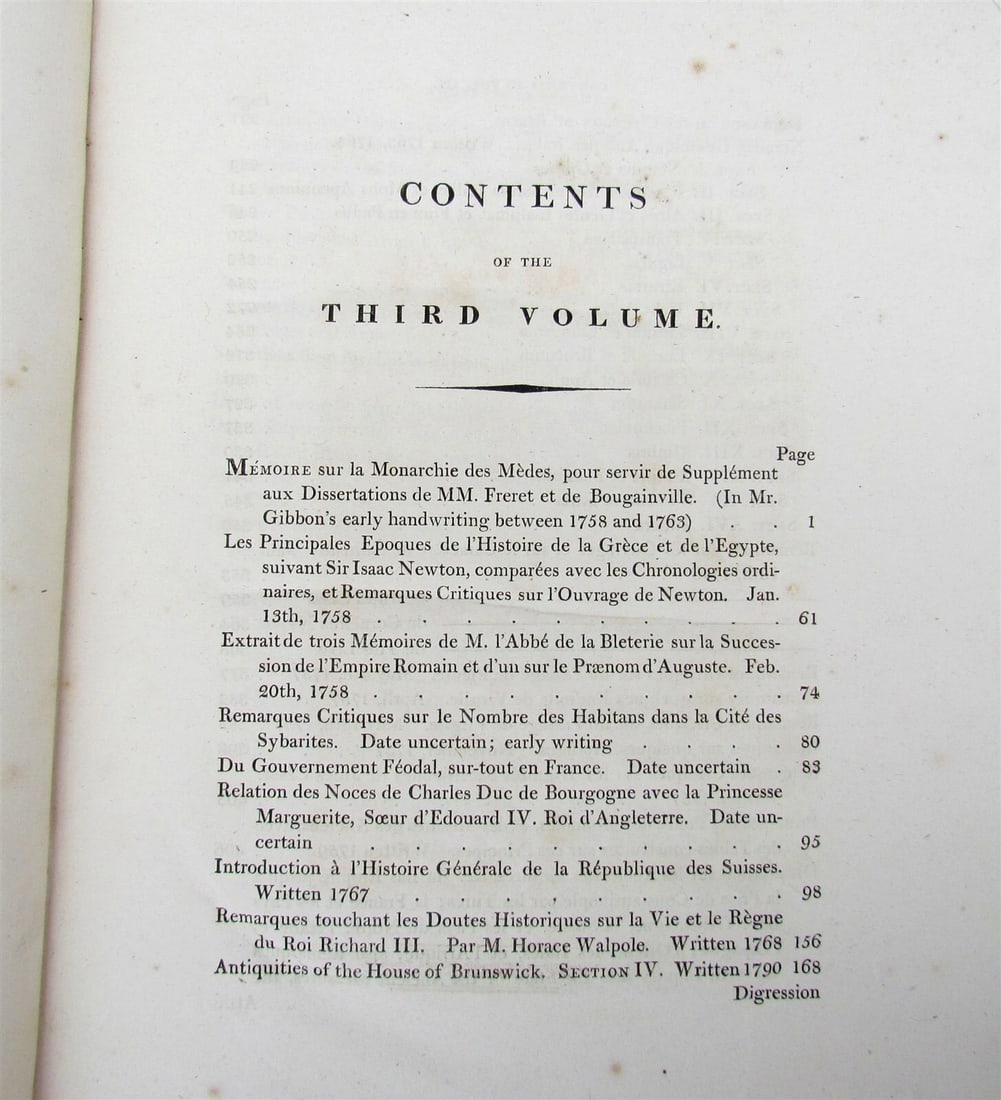 CONTENTS
OF THE
THIRD VOLUME.
Page
MÉMOIRE sur la Monarchie des Mèdes, pour servir de Supplément
aux Dissertations de MM. Freret et de Bougainville. (In Mr.
Gibbon's early handwriting between 1758 and 1763) . . 1
Les Principales Epoques de l'Histoire de la Grèce et de l'Egypte,
suivant Sir Isaac Newton, comparées avec les Chronologies ordi-
naires, et Remarques Critiques sur l'Ouvrage de Newton. Jan.
13th, 1758 . . . . . . . . . . 61
Extrait de trois Mémoires de M. l'Abbé de la Bleterie sur la Succes-
sion de l'Empire Romain et d'un sur le Prænom d'Auguste. Feb.
20th, 1758 . . . . . . . . . . 74
Remarques Critiques sur le Nombre des Habitans dans la Cité des
Sybarites. Date uncertain; early writing . . . . 80
Du Gouvernement Féodal, sur-tout en France. Date uncertain . 83
Relation des Noces de Charles Duc de Bourgogne avec la Princesse
Marguerite, Sœur d'Edouard IV. Roi d'Angleterre. Date un-
certain . . . . . . . . . . 95
Introduction à l'Histoire Générale de la République des Suisses.
Written 1767 . . . . . . . . . 98
Remarques touchant les Doutes Historiques sur la Vie et le Règne
du Roi Richard III. Par M. Horace Walpole. Written 1768 156
Antiquities of the House of Brunswick. SECTION IV. Written 1790 168
Digression